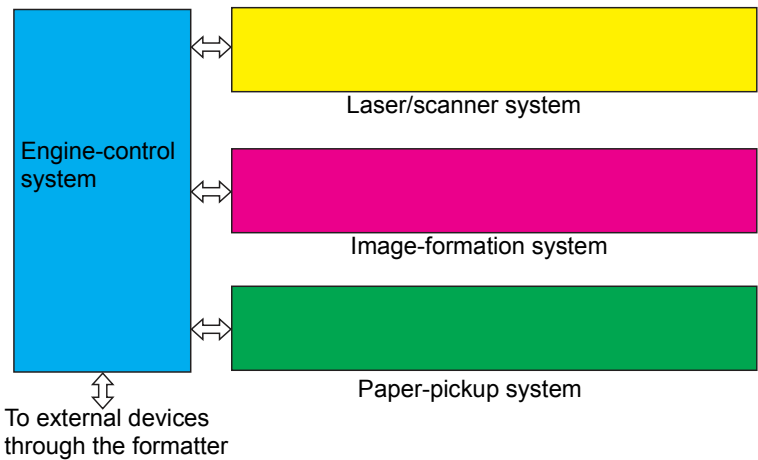 Laser/scanner system
Engine-control
system
Image-formation system
Paper-pickup system
To external devices
through the formatter